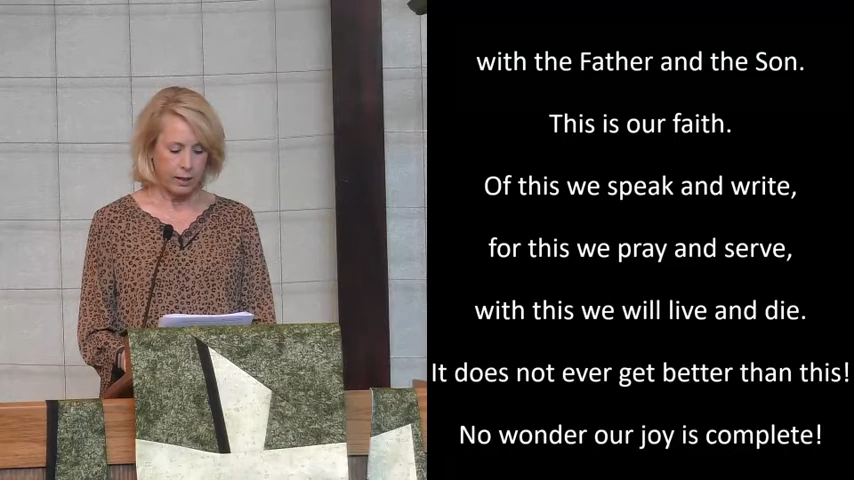 with the Father and the Son.
This is our faith.
Of this we speak and write,
for this we pray and serve,
with this we will live and die.
It does not ever get better than this!
No wonder our joy is complete!